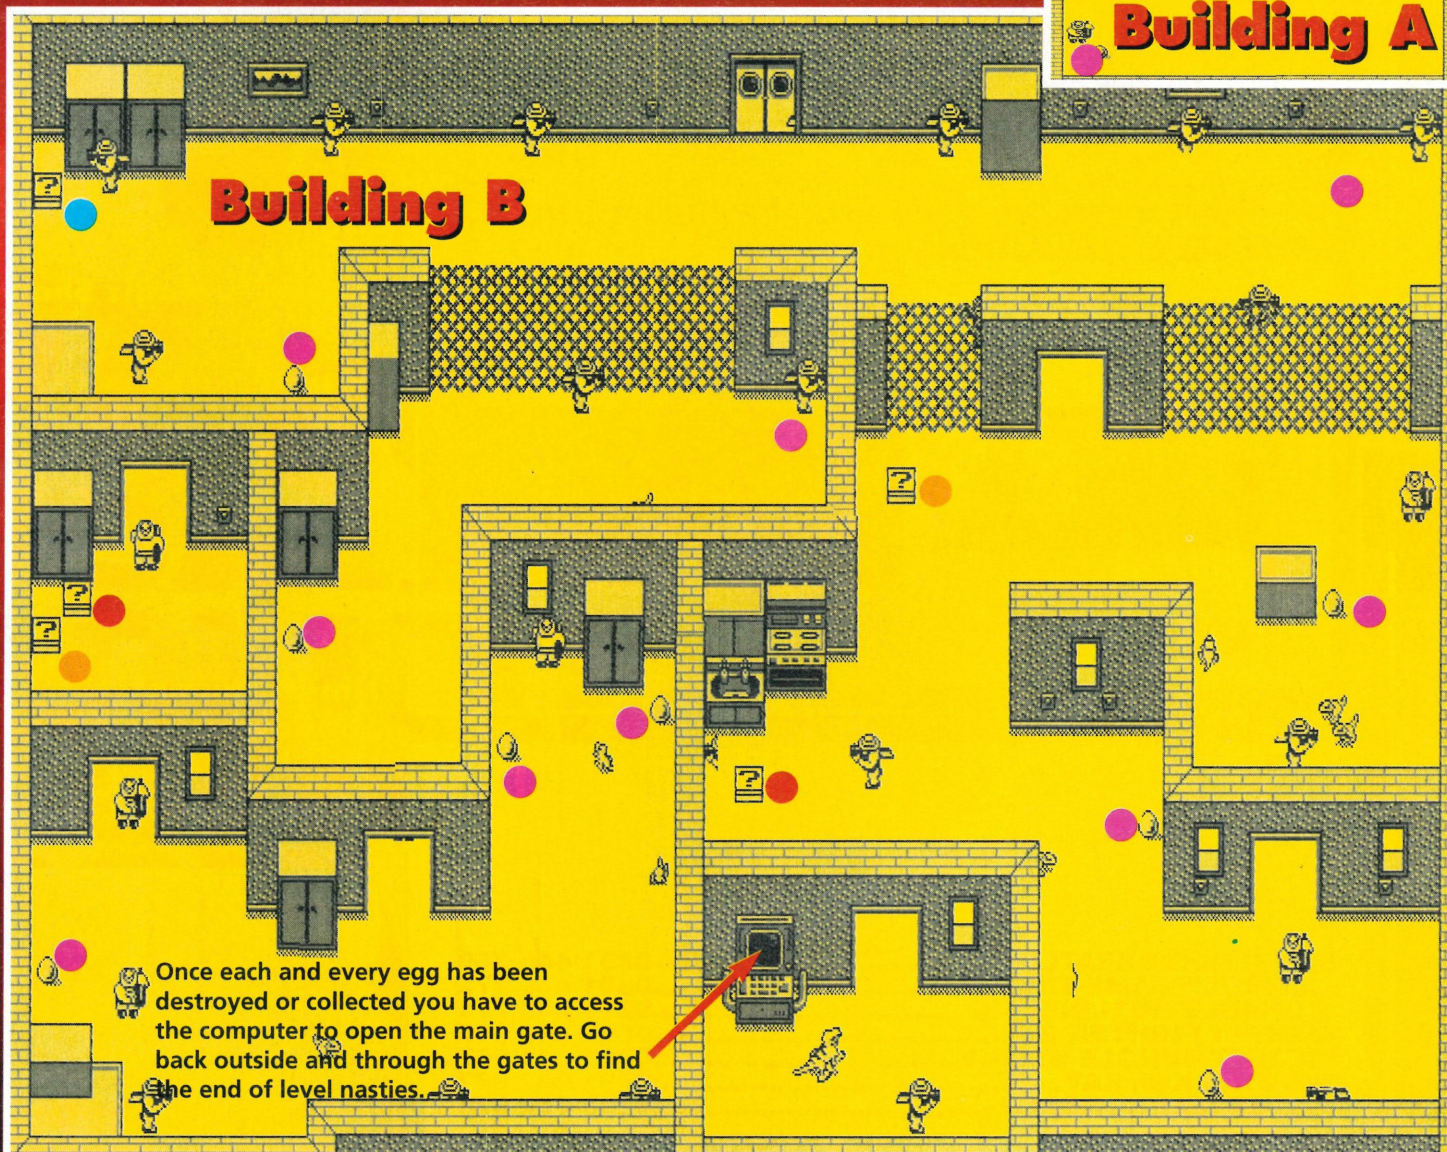 Building A
Building B
?
?
?
?
?
Once each and every egg has been
destroyed or collected you have to access
the computer to open the main gate. Go
back outside and through the gates to find
the end of level nasties.